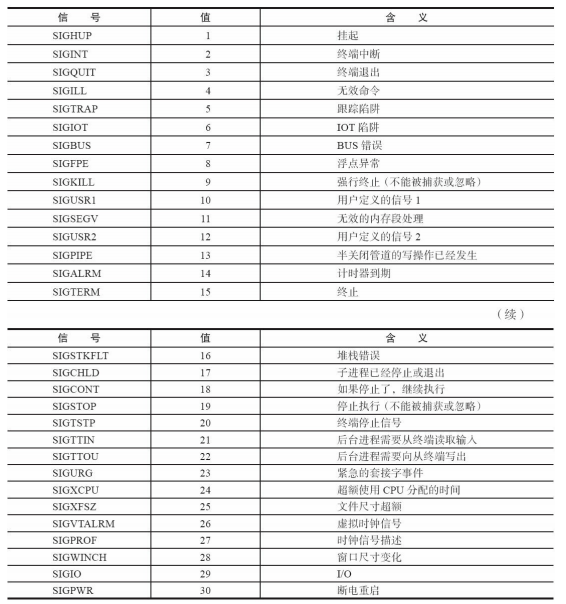 信 号 值 含 义
SIGHUP 1 挂起
SIGINT 2 终端中断
SIGQUIT 3 终端退出
SIGILL 4 无效命令
SIGTRAP 5 跟踪陷阱
SIGIOT 6 IOT 陷阱
SIGBUS 7 BUS 错误
SIGFPE 8 浮点异常
SIGKILL 9 强行终止（不能被捕获或忽略）
SIGUSR1 10 用户定义的信号 1
SIGSEGV 11 无效的内存段处理
SIGUSR2 12 用户定义的信号 2
SIGPIPE 13 半关闭管道的写操作已经发生
SIGALRM 14 计时器到期
SIGTERM 15 终止
（续）
信 号 值 含 义
SIGSTKFLT 16 堆栈错误
SIGCHLD 17 子进程已经停止或退出
SIGCONT 18 如果停止了，继续执行
SIGSTOP 19 停止执行（不能被捕获或忽略）
SIGTSTP 20 终端停止信号
SIGTTIN 21 后台进程需要从终端读取输入
SIGTTOU 22 后台进程需要向从终端写出
SIGURG 23 紧急的套接字事件
SIGXCPU 24 超额使用 CPU 分配的时间
SIGXFSZ 25 文件尺寸超额
SIGVTALRM 26 虚拟时钟信号
SIGPROF 27 时钟信号描述
SIGWINCH 28 窗口尺寸变化
SIGIO 29 I/O
SIGPWR 30 断电重启